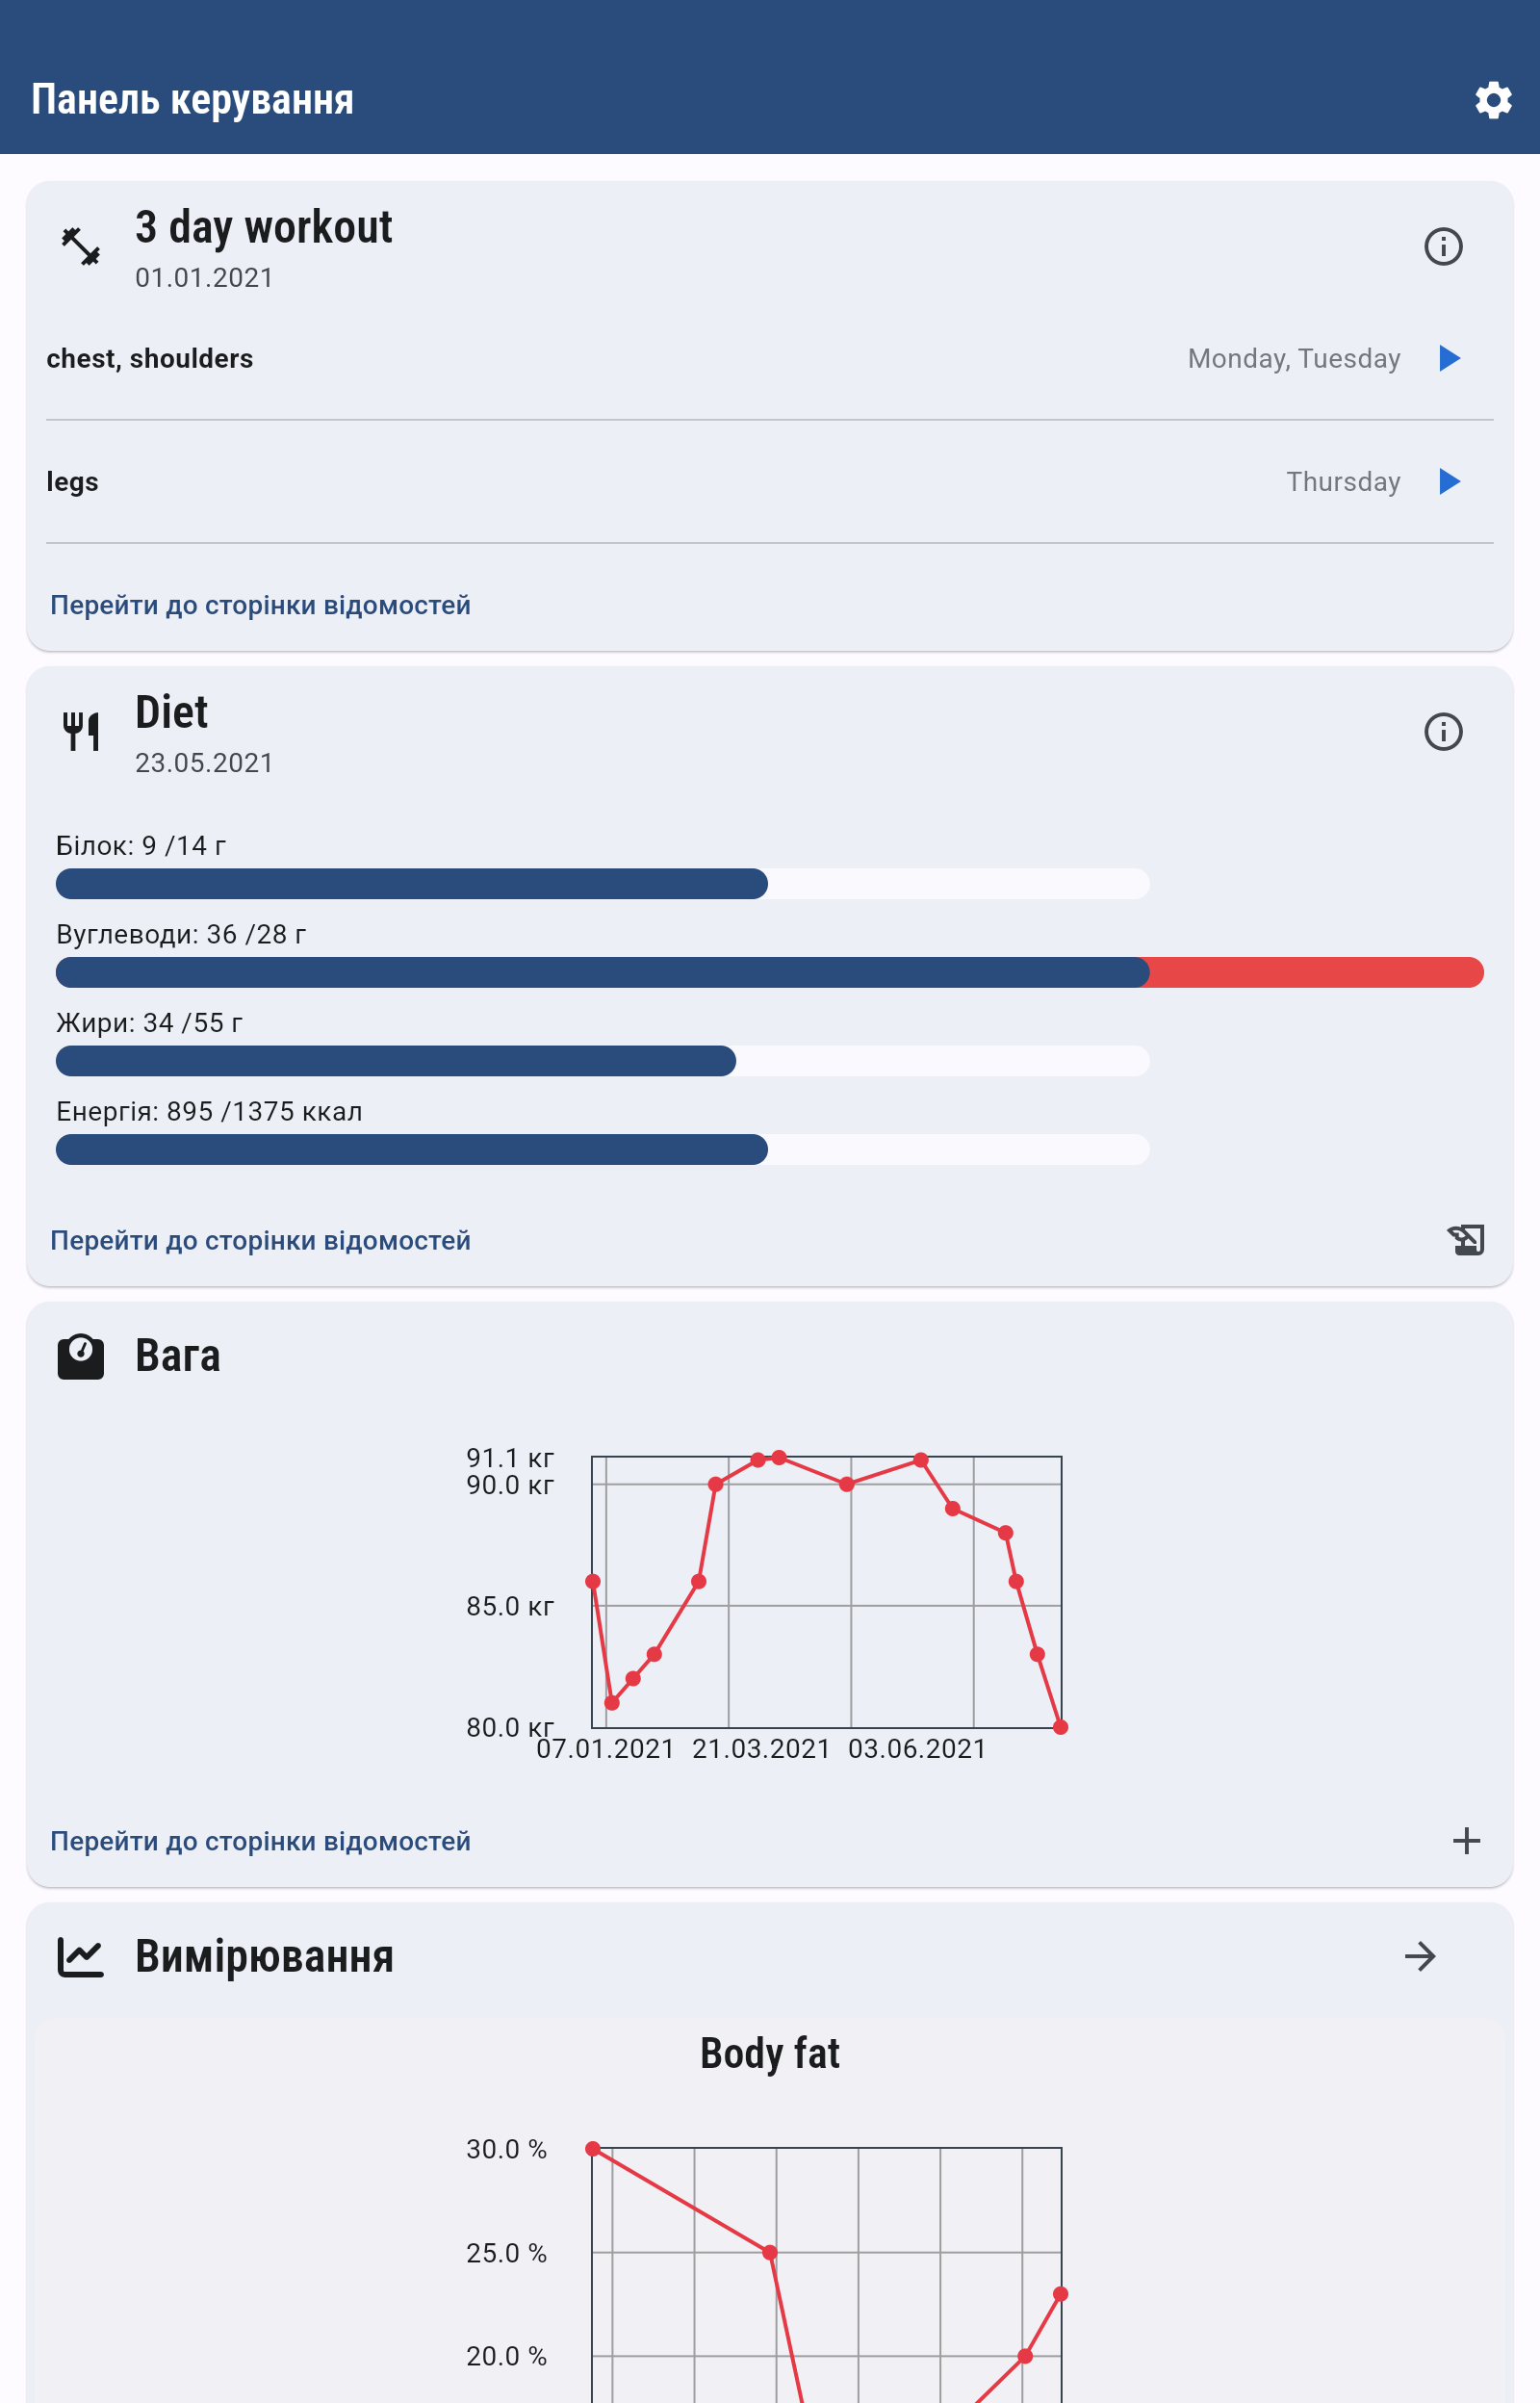 Панель керування
3 day workout
01.01.2021
chest, shoulders
Monday, Tuesday
legs
Thursday
Перейти до сторінки відомостей
Diet
23.05.2021
Білок: 9 /14 г
Вуглеводи: 36 /28 г
Жири: 34 /55 г
Енергія: 895 /1375 ккал
Перейти до сторінки відомостей
Вага
91.1 кг
90.0 кг
85.0 кг
80.0 кг
07.01.2021 21.03.2021 03.06.2021
Перейти до сторінки відомостей
Вимірювання
Body fat
30.0 %
25.0 %
20.0 %